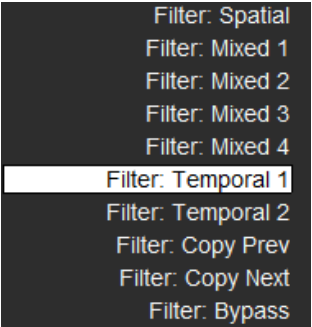 Filter: Spatial
Filter: Mixed 1
Filter: Mixed 2
Filter: Mixed 3
Filter: Mixed 4
Filter: Temporal 1
Filter: Temporal 2
Filter: Copy Prev
Filter: Copy Next
Filter: Bypass